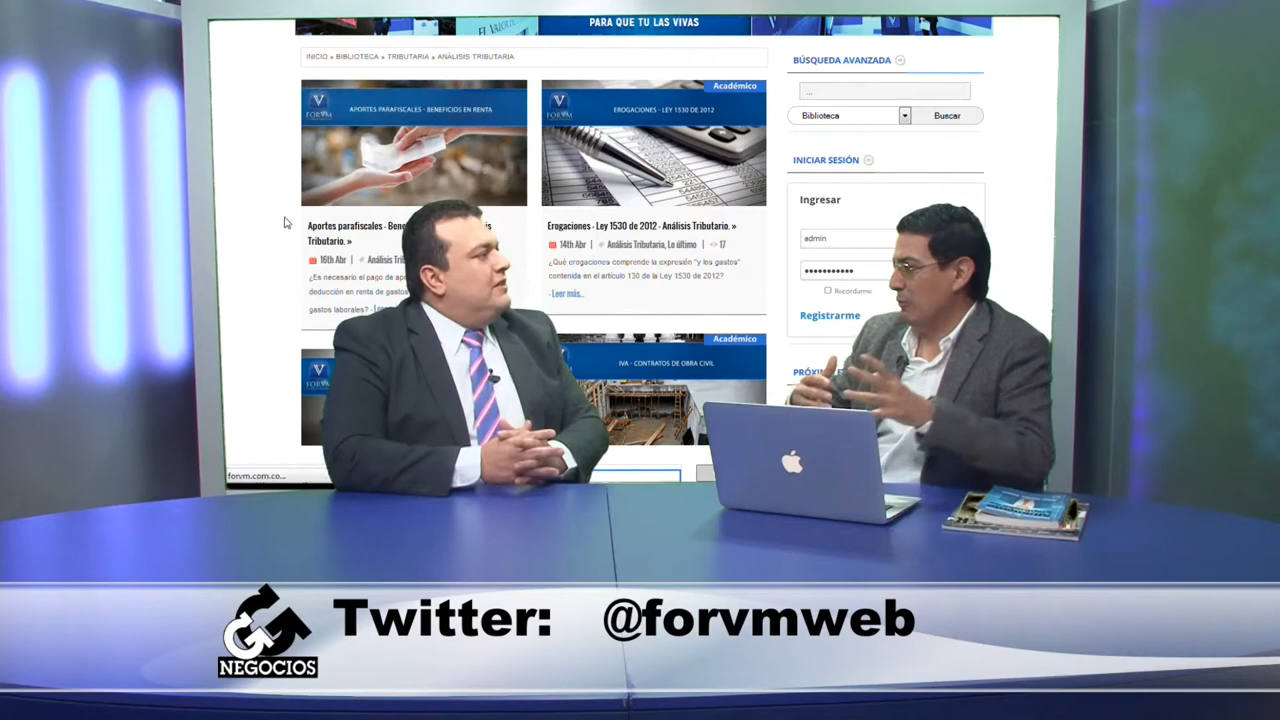 PARA QUE TU LAS VIVAS
INICIO » BIBLIOTECA » TRIBUTARIA » ANÁLISIS TRIBUTARIA
BÚSQUEDA AVANZADA
...
Biblioteca
Buscar
INICIAR SESIÓN
Ingresar
admin
•••••••••••
Recordarme
Registrarme
V FORVM
APORTES PARAFISCALES - BENEFICIOS EN RENTA
Académico
V FORVM
EROGACIONES - LEY 1530 DE 2012
Aportes parafiscales -
Tributario. »
16th Abr |
¿Es necesario el pago de
deducción en renta de
gastos laborales? -
Erogaciones - Ley 1530 de 2012 - Análisis Tributario. »
14th Abr | # Análisis Tributaria, Lo último | 17
¿Qué erogaciones comprende la expresión "y los gastos"
contenida en el artículo 130 de la Ley 1530 de 2012?
- Leer más...
Académico
IVA - CONTRATOS DE OBRA CIVIL
V FORVM
forvm.com.co...
Twitter: @forvmweb
NEGOCIOS